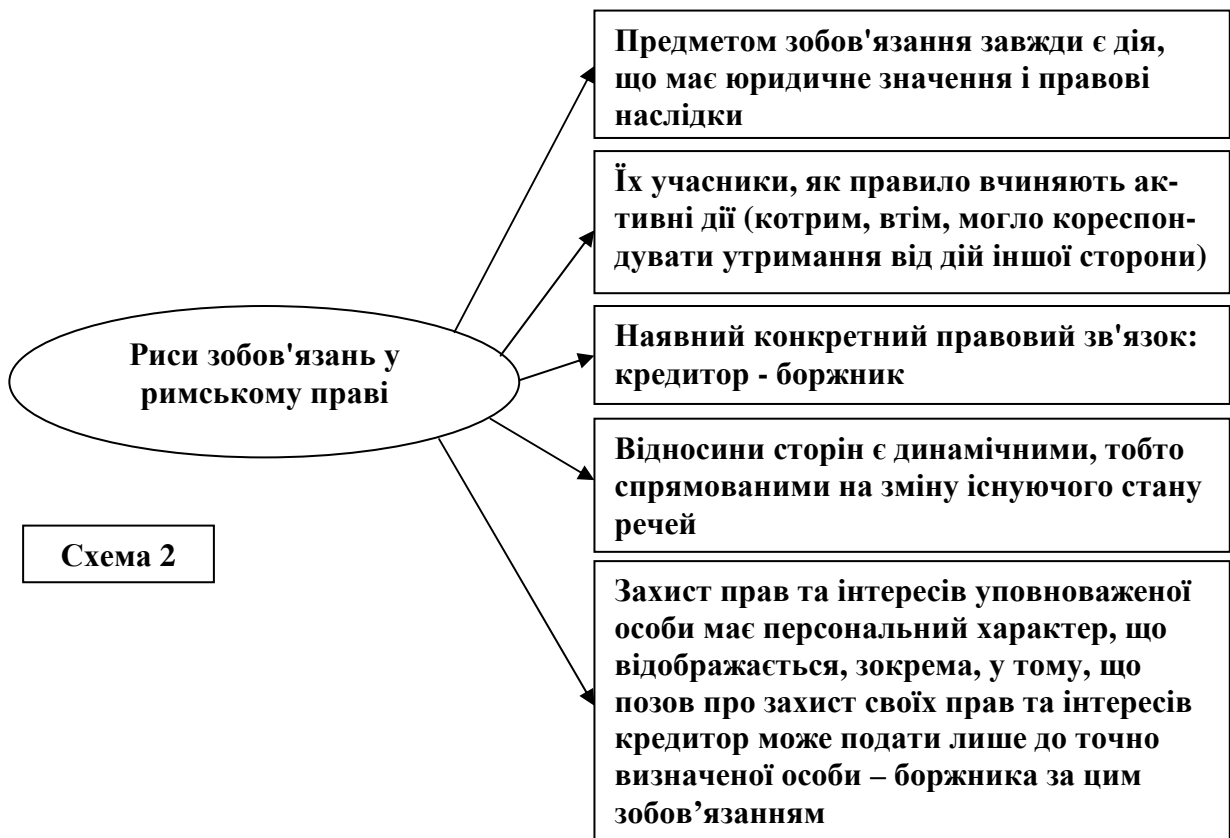 Предметом зобов'язання завжди є дія,
що має юридичне значення і правові
наслідки
Їх учасники, як правило вчиняють ак-
тивні дії (котрим, втім, могло кореспон-
дувати утримання від дій іншої сторони)
Риси зобов'язань у
римському праві
Наявний конкретний правовий зв'язок:
кредитор - боржник
Відносини сторін є динамічними, тобто
спрямованими на зміну існуючого стану
речей
Схема 2
Захист прав та інтересів уповноваженої
особи має персональний характер, що
відображається, зокрема, у тому, що
позов про захист своїх прав та інтересів
кредитор може подати лише до точно
визначеної особи – боржника за цим
зобов’язанням